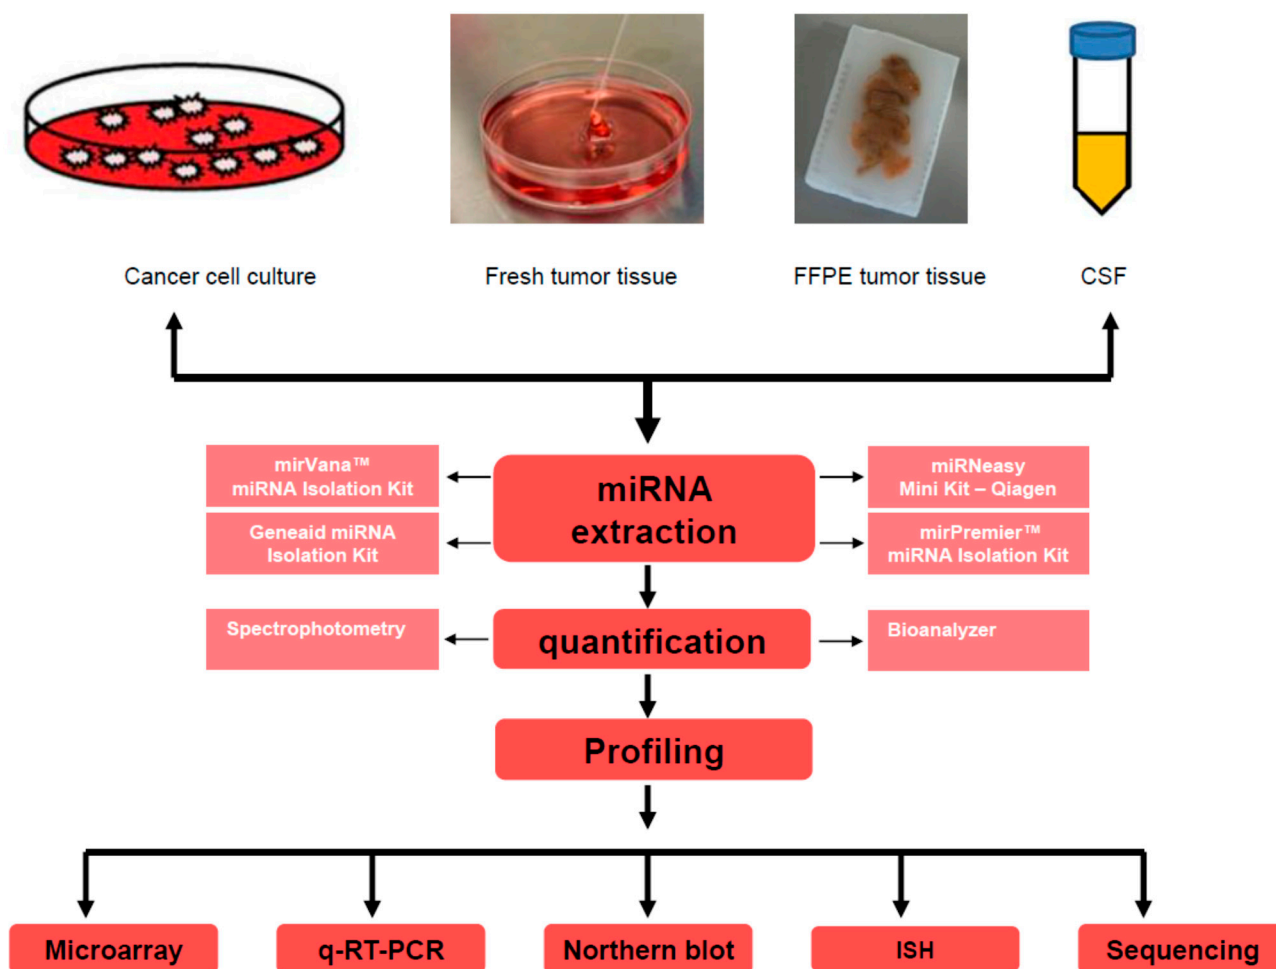 Cancer cell culture
Fresh tumor tissue
FFPE tumor tissue
CSF
mirVana™
miRNA Isolation Kit
Geneaid miRNA
Isolation Kit
miRNA
extraction
miRNeasy
Mini Kit – Qiagen
mirPremier™
miRNA Isolation Kit
Spectrophotometry
quantification
Bioanalyzer
Profiling
Microarray
q-RT-PCR
Northern blot
ISH
Sequencing